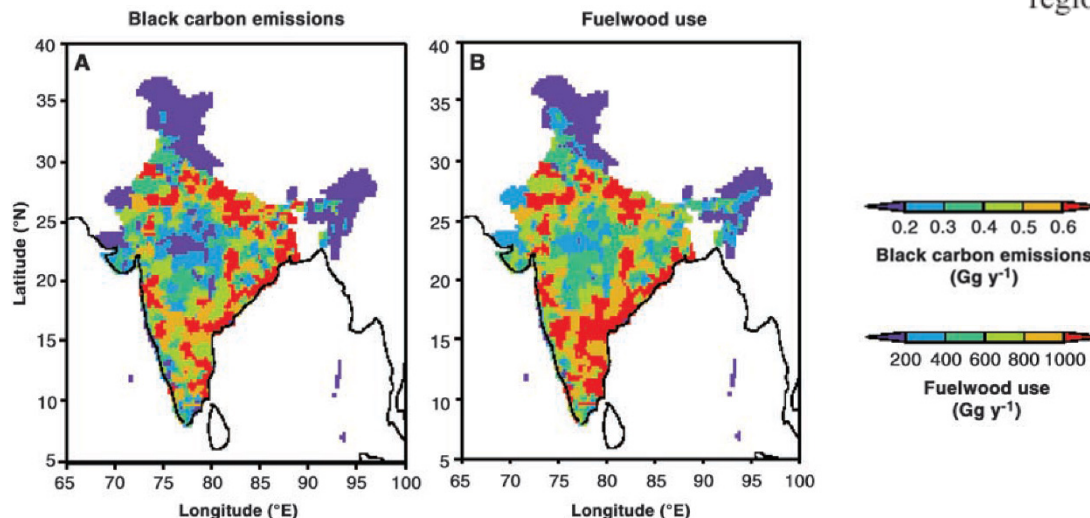 regio
Black carbon emissions
Fuelwood use
A
B
40
35
30
25
20
15
10
5
Latitude (°N)
65 70 75 80 85 90 95 100
Longitude (°E)
40
35
30
25
20
15
10
5
65 70 75 80 85 90 95 100
Longitude (°E)
0.2 0.3 0.4 0.5 0.6
Black carbon emissions
(Gg y-1)
200 400 600 800 1000
Fuelwood use
(Gg y-1)